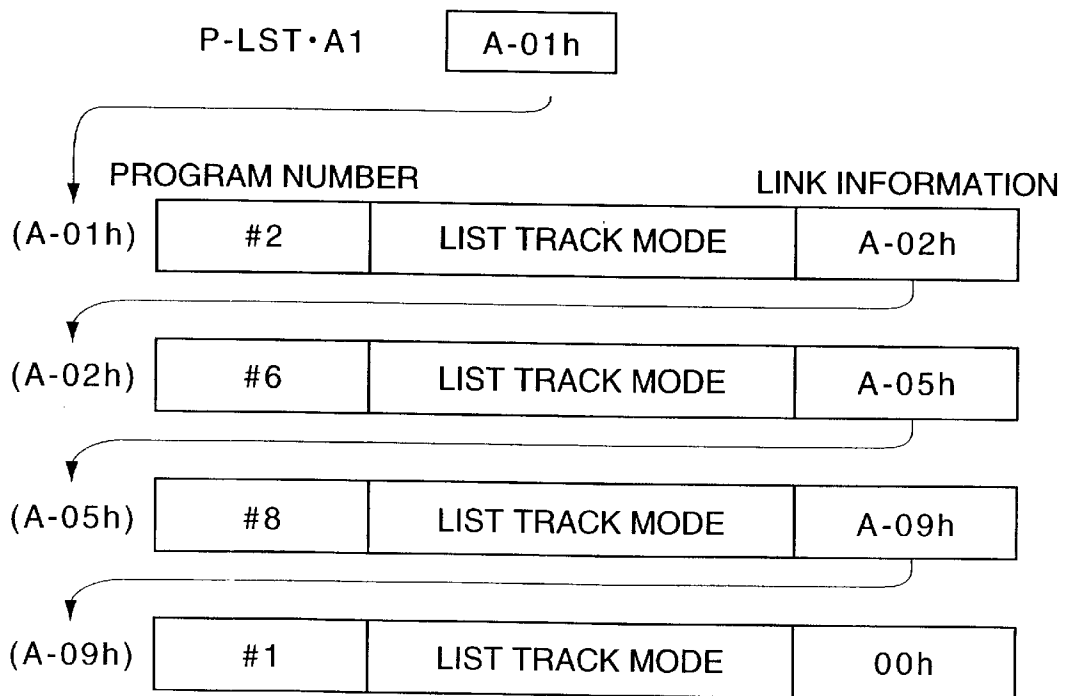 P-LST・A1 A-01h
PROGRAM NUMBER LINK INFORMATION
(A-01h) #2 LIST TRACK MODE A-02h
(A-02h) #6 LIST TRACK MODE A-05h
(A-05h) #8 LIST TRACK MODE A-09h
(A-09h) #1 LIST TRACK MODE 00h